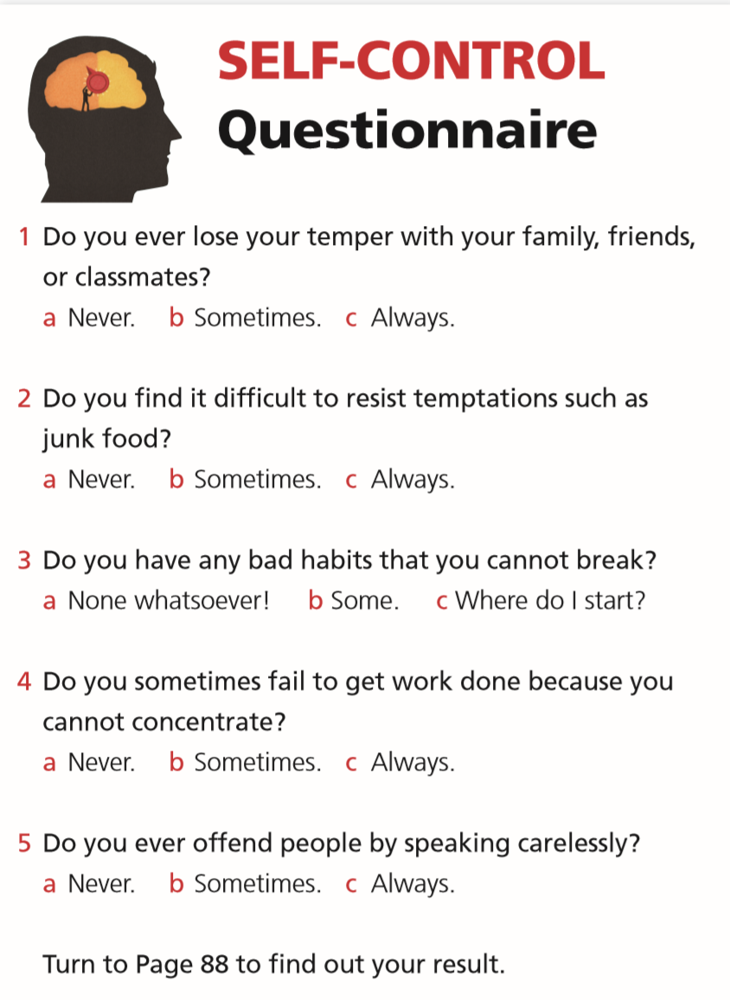 SELF-CONTROL
Questionnaire
1 Do you ever lose your temper with your family, friends,
or classmates?
a Never. b Sometimes. c Always.
2 Do you find it difficult to resist temptations such as
junk food?
a Never. b Sometimes. c Always.
3 Do you have any bad habits that you cannot break?
a None whatsoever! b Some. c Where do I start?
4 Do you sometimes fail to get work done because you
cannot concentrate?
a Never. b Sometimes. c Always.
5 Do you ever offend people by speaking carelessly?
a Never. b Sometimes. c Always.
Turn to Page 88 to find out your result.